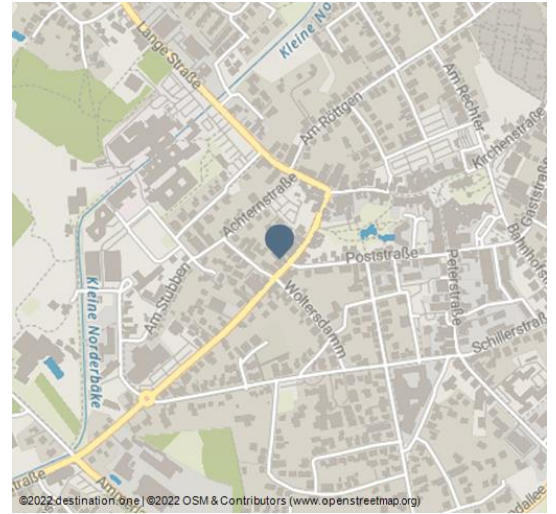 Lange Straße
Kleine No
Am Röttgen
Am Rechter
Kirchenstraße
Gaststraße
Bahnhofst
Achternstraße
Poststraße
Peterstraße
Am Stubben
Woltersdamm
Schillerstraße
Kleine Norderbäke
straße
©2022 destination.one | ©2022 OSM & Contributors (www.openstreetmap.org)